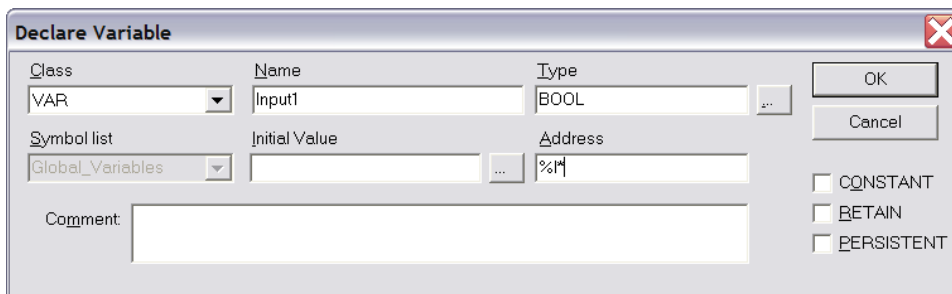 Declare Variable
Class Name Type
VAR Input1 BOOL ... OK
Symbol list Initial Value Address Cancel
Global_Variables ... %I*
CONSTANT
Comment: RETAIN
PERSISTENT